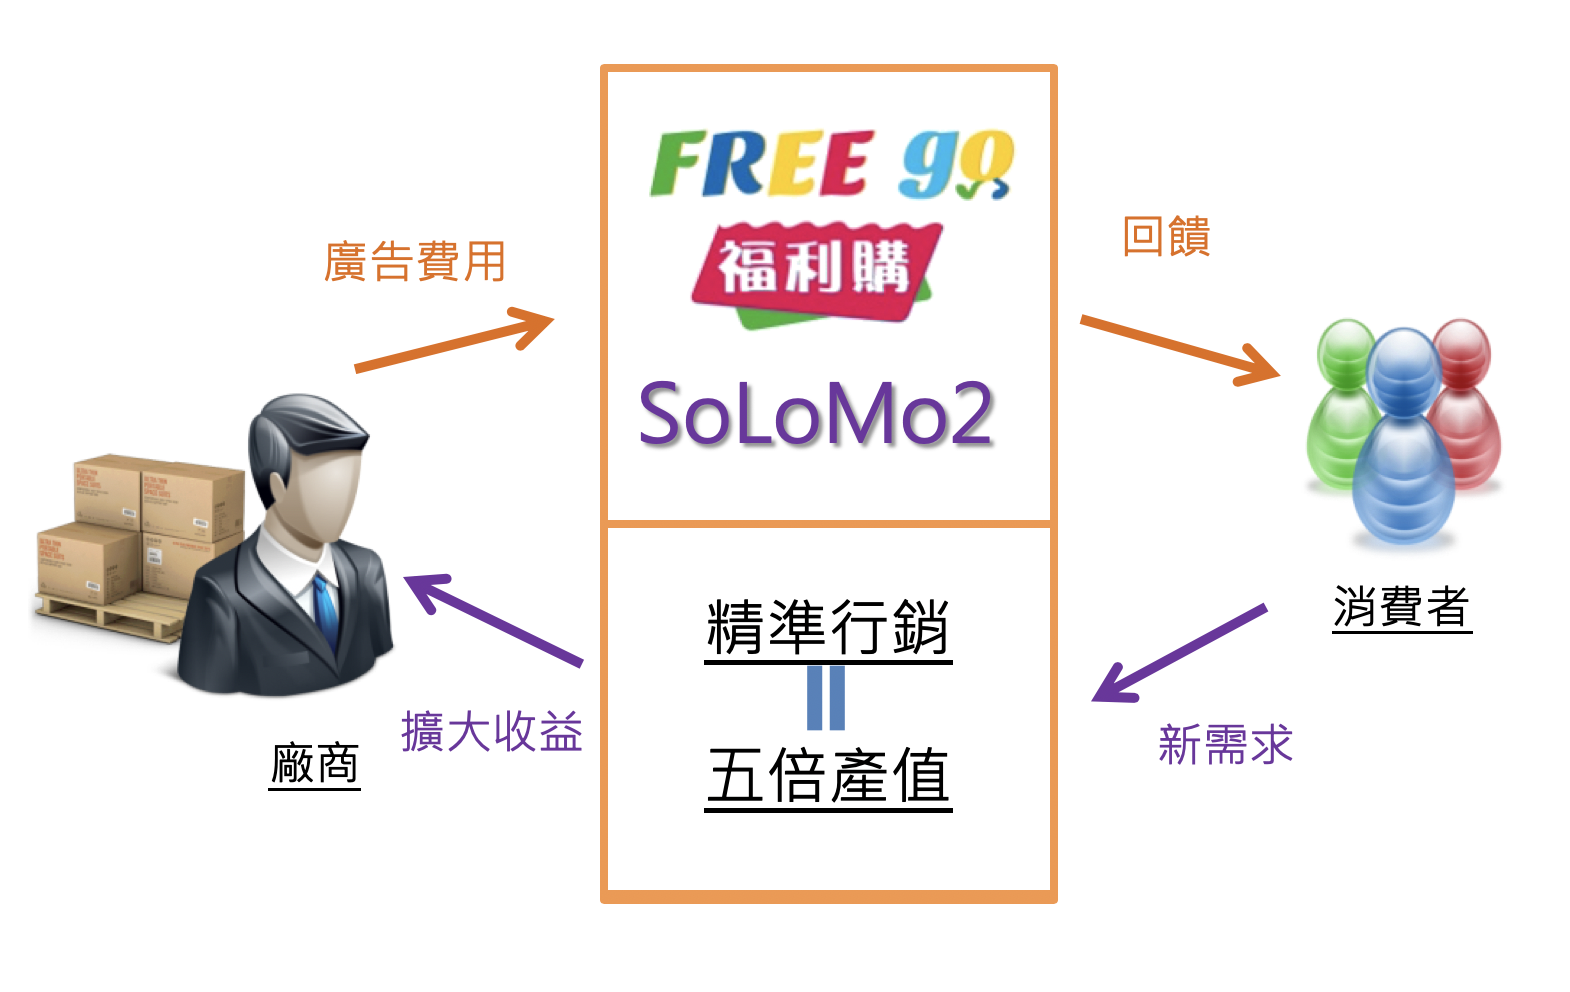 FREE go
福利購
SoLoMo2
廣告費用
回饋
消費者
新需求
精準行銷
五倍產值
擴大收益
廠商